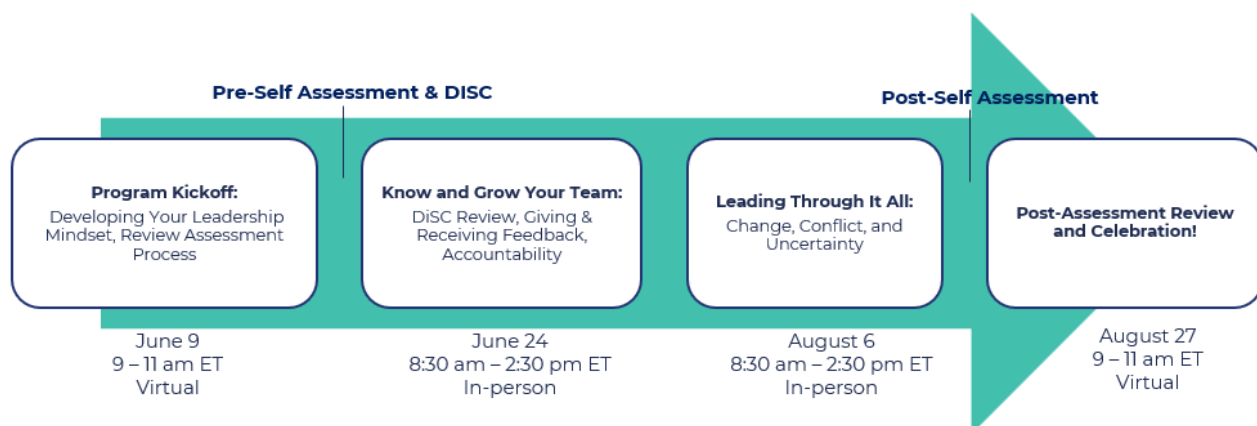 Pre-Self Assessment & DISC
Post-Self Assessment
Program Kickoff:
Developing Your Leadership
Mindset, Review Assessment
Process
Know and Grow Your Team:
DiSC Review, Giving &
Receiving Feedback,
Accountability
Leading Through It All:
Change, Conflict, and
Uncertainty
Post-Assessment Review
and Celebration!
June 9
9 – 11 am ET
Virtual
June 24
8:30 am – 2:30 pm ET
In-person
August 6
8:30 am – 2:30 pm ET
In-person
August 27
9 – 11 am ET
Virtual